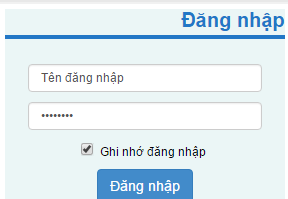 Đăng nhập
Tên đăng nhập
••••••••
Ghi nhớ đăng nhập
Đăng nhập